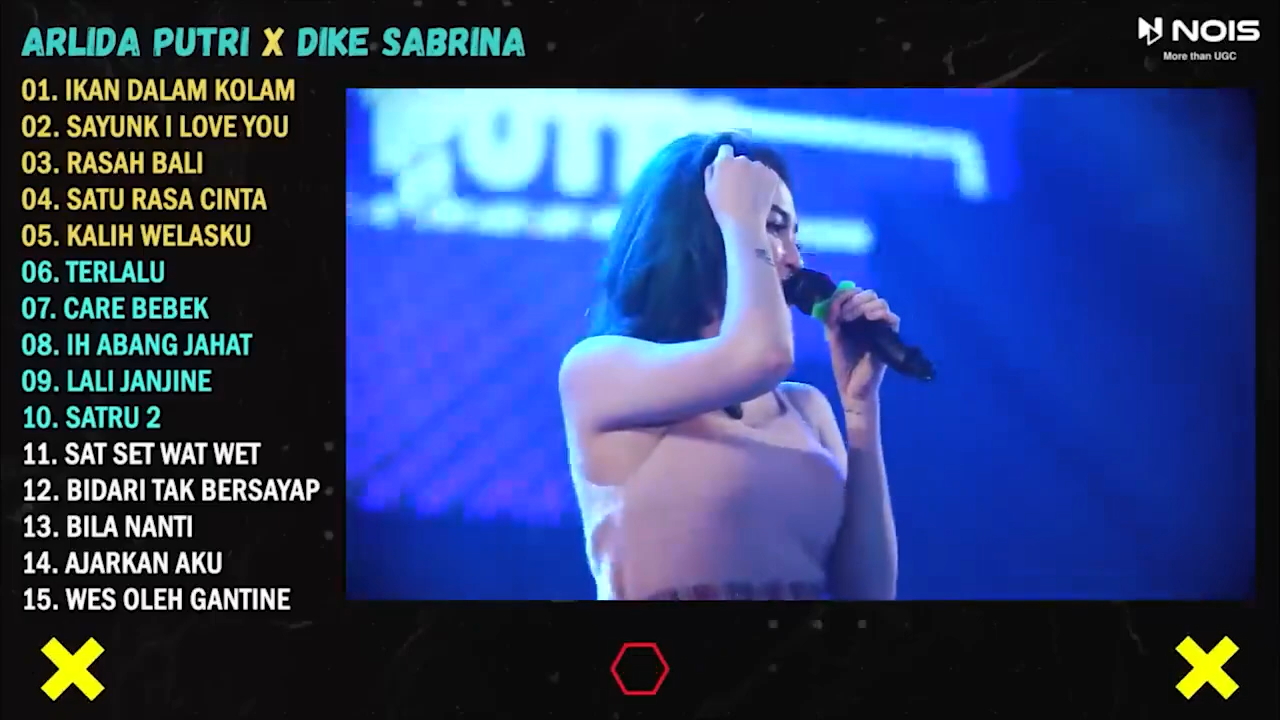 ARLIDA PUTRI X DIKE SABRINA
NOIS
More than UGC
01. IKAN DALAM KOLAM
02. SAYUNK I LOVE YOU
03. RASAH BALI
04. SATU RASA CINTA
05. KALIH WELASKU
06. TERLALU
07. CARE BEBEK
08. IH ABANG JAHAT
09. LALI JANJINE
10. SATRU 2
11. SAT SET WAT WET
12. BIDARI TAK BERSAYAP
13. BILA NANTI
14. AJARKAN AKU
15. WES OLEH GANTINE